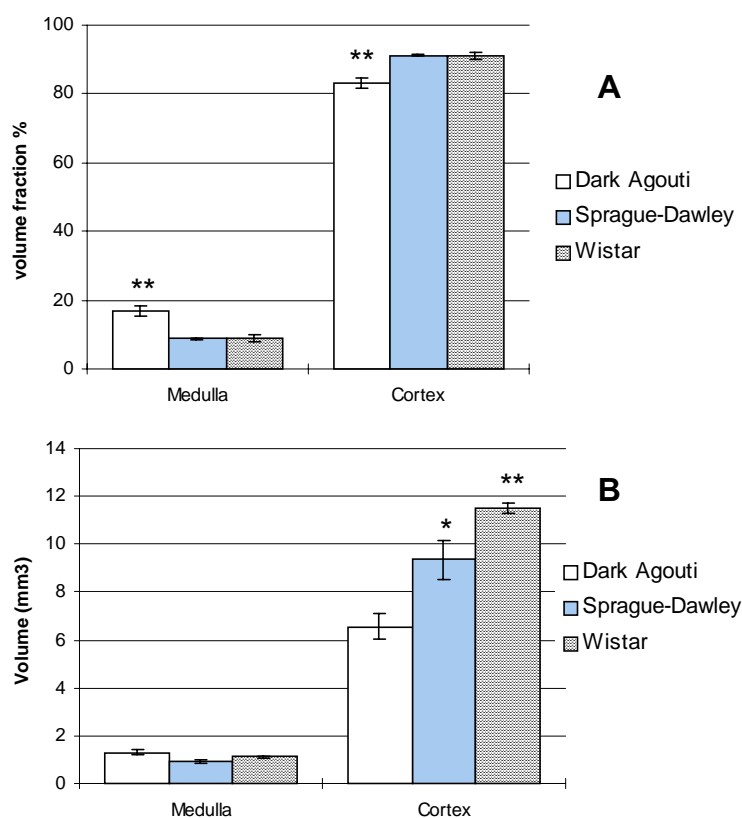 100
80
60
40
20
0
volume fraction %
**
**
Medulla
Cortex
A
Dark Agouti
Sprague-Dawley
Wistar
14
12
10
8
6
4
2
0
Volume (mm3)
*
**
Medulla
Cortex
B
Dark Agouti
Sprague-Dawley
Wistar